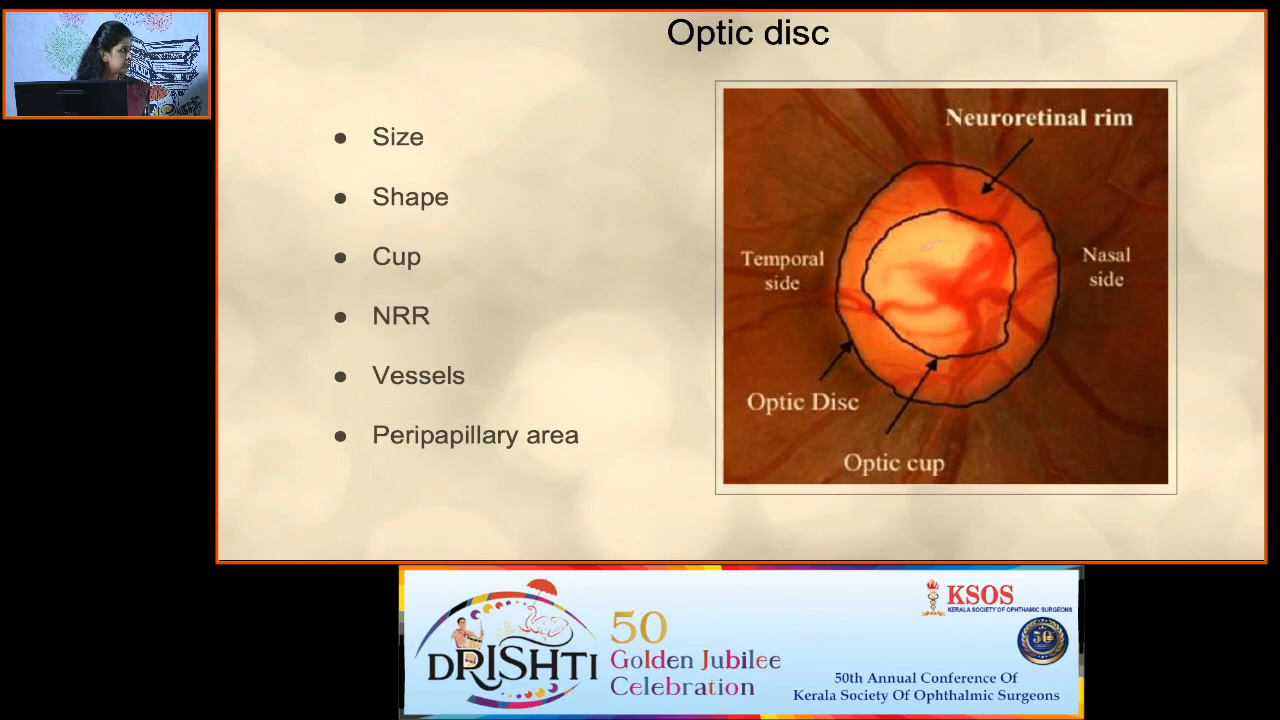 Optic disc
● Size
● Shape
● Cup
● NRR
● Vessels
● Peripapillary area
Neuroretinal rim
Temporal
side
Nasal
side
Optic Disc
Optic cup
DRISHTI
50
Golden Jubilee
Celebration
KSOS
KERALA SOCIETY OF OPHTHAMIC SURGEONS
50
50th Annual Conference Of
Kerala Society Of Ophthalmic Surgeons